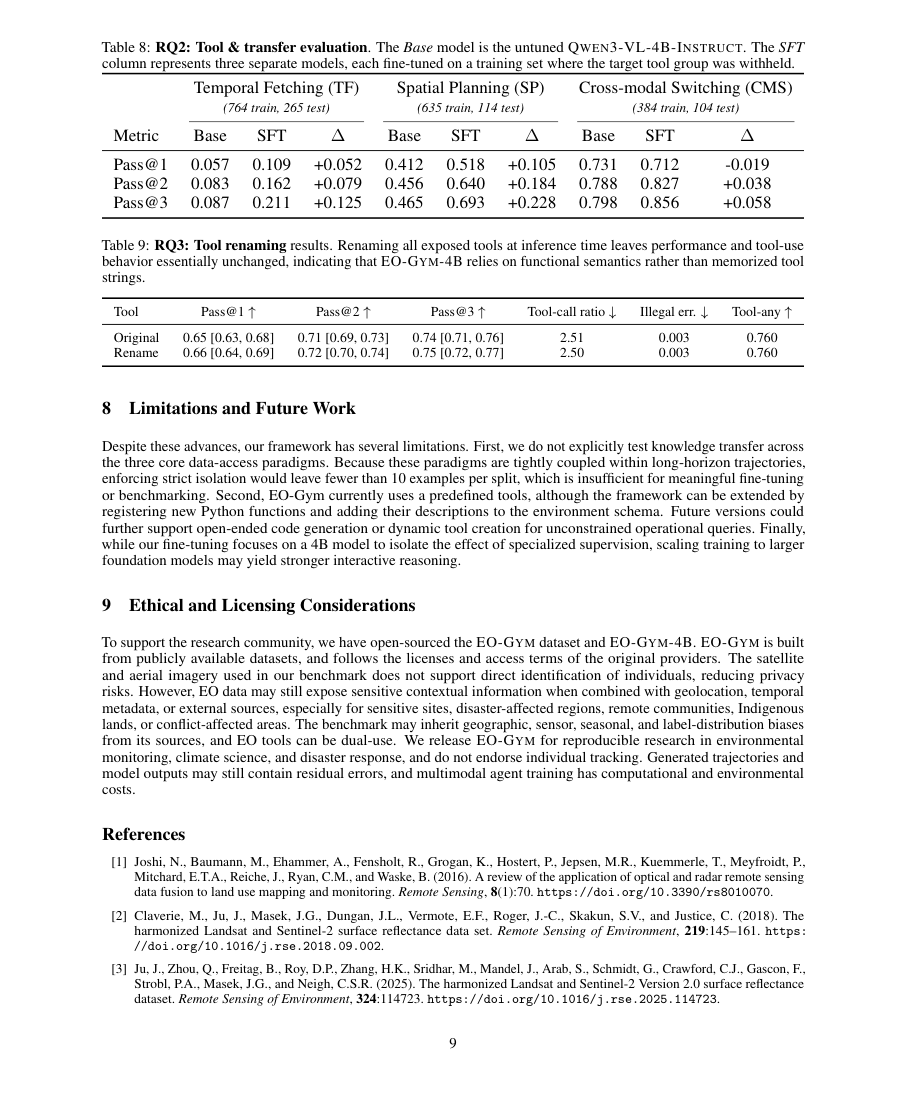 Table 8: RQ2: Tool & transfer evaluation. The Base model is the untuned QWEN3-VL-4B-INSTRUCT. The SFT
column represents three separate models, each fine-tuned on a training set where the target tool group was withheld.
Temporal Fetching (TF) Spatial Planning (SP) Cross-modal Switching (CMS)
(764 train, 265 test) (635 train, 114 test) (384 train, 104 test)
Metric Base SFT Δ Base SFT Δ Base SFT Δ
Pass@1 0.057 0.109 +0.052 0.412 0.518 +0.105 0.731 0.712 -0.019
Pass@2 0.083 0.162 +0.079 0.456 0.640 +0.184 0.788 0.827 +0.038
Pass@3 0.087 0.211 +0.125 0.465 0.693 +0.228 0.798 0.856 +0.058
Table 9: RQ3: Tool renaming results. Renaming all exposed tools at inference time leaves performance and tool-use
behavior essentially unchanged, indicating that EO-GYM-4B relies on functional semantics rather than memorized tool
strings.
Tool Pass@1 ↑ Pass@2 ↑ Pass@3 ↑ Tool-call ratio ↓ Illegal err. ↓ Tool-any ↑
Original 0.65 [0.63, 0.68] 0.71 [0.69, 0.73] 0.74 [0.71, 0.76] 2.51 0.003 0.760
Rename 0.66 [0.64, 0.69] 0.72 [0.70, 0.74] 0.75 [0.72, 0.77] 2.50 0.003 0.760
8 Limitations and Future Work
Despite these advances, our framework has several limitations. First, we do not explicitly test knowledge transfer across
the three core data-access paradigms. Because these paradigms are tightly coupled within long-horizon trajectories,
enforcing strict isolation would leave fewer than 10 examples per split, which is insufficient for meaningful fine-tuning
or benchmarking. Second, EO-Gym currently uses a predefined tools, although the framework can be extended by
registering new Python functions and adding their descriptions to the environment schema. Future versions could
further support open-ended code generation or dynamic tool creation for unconstrained operational queries. Finally,
while our fine-tuning focuses on a 4B model to isolate the effect of specialized supervision, scaling training to larger
foundation models may yield stronger interactive reasoning.
9 Ethical and Licensing Considerations
To support the research community, we have open-sourced the EO-GYM dataset and EO-GYM-4B. EO-GYM is built
from publicly available datasets, and follows the licenses and access terms of the original providers. The satellite
and aerial imagery used in our benchmark does not support direct identification of individuals, reducing privacy
risks. However, EO data may still expose sensitive contextual information when combined with geolocation, temporal
metadata, or external sources, especially for sensitive sites, disaster-affected regions, remote communities, Indigenous
lands, or conflict-affected areas. The benchmark may inherit geographic, sensor, seasonal, and label-distribution biases
from its sources, and EO tools can be dual-use. We release EO-GYM for reproducible research in environmental
monitoring, climate science, and disaster response, and do not endorse individual tracking. Generated trajectories and
model outputs may still contain residual errors, and multimodal agent training has computational and environmental
costs.
References
[1] Joshi, N., Baumann, M., Ehammer, A., Fensholt, R., Grogan, K., Hostert, P., Jepsen, M.R., Kuemmerle, T., Meyfroidt, P.,
Mitchard, E.T.A., Reiche, J., Ryan, C.M., and Waske, B. (2016). A review of the application of optical and radar remote sensing
data fusion to land use mapping and monitoring. Remote Sensing, 8(1):70. https://doi.org/10.3390/rs8010070.
[2] Claverie, M., Ju, J., Masek, J.G., Dungan, J.L., Vermote, E.F., Roger, J.-C., Skakun, S.V., and Justice, C. (2018). The
harmonized Landsat and Sentinel-2 surface reflectance data set. Remote Sensing of Environment, 219:145–161. https:
//doi.org/10.1016/j.rse.2018.09.002.
[3] Ju, J., Zhou, Q., Freitag, B., Roy, D.P., Zhang, H.K., Sridhar, M., Mandel, J., Arab, S., Schmidt, G., Crawford, C.J., Gascon, F.,
Strobl, P.A., Masek, J.G., and Neigh, C.S.R. (2025). The harmonized Landsat and Sentinel-2 Version 2.0 surface reflectance
dataset. Remote Sensing of Environment, 324:114723. https://doi.org/10.1016/j.rse.2025.114723.
9